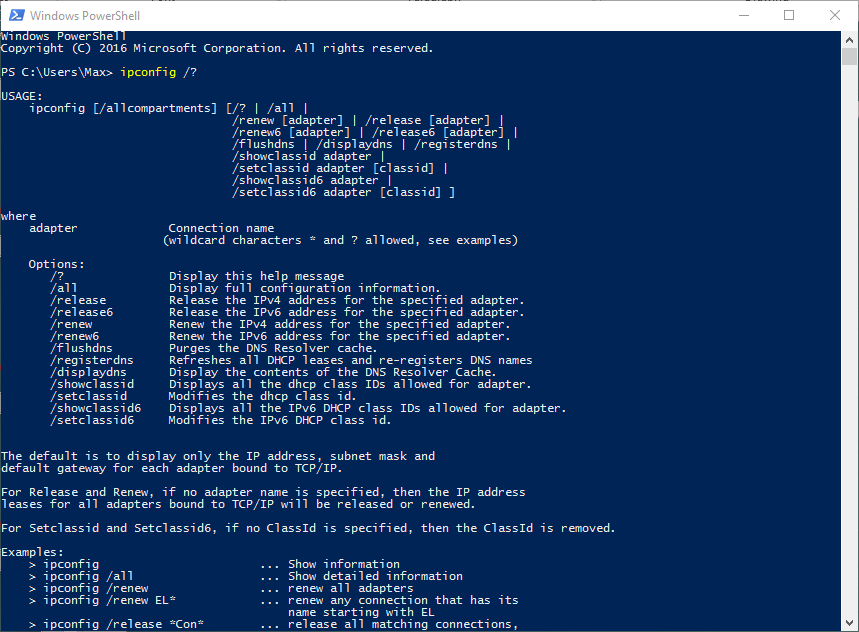 Windows PowerShell
Windows PowerShell
Copyright (C) 2016 Microsoft Corporation. All rights reserved.
PS C:\Users\Max> ipconfig /?
USAGE:
    ipconfig [/allcompartments] [/? | /all |
                                 /renew [adapter] | /release [adapter] |
                                 /renew6 [adapter] | /release6 [adapter] |
                                 /flushdns | /displaydns | /registerdns |
                                 /showclassid adapter |
                                 /setclassid adapter [classid] |
                                 /showclassid6 adapter |
                                 /setclassid6 adapter [classid] ]
where
    adapter             Connection name
                       (wildcard characters * and ? allowed, see examples)
    Options:
       /?               Display this help message
       /all             Display full configuration information.
       /release         Release the IPv4 address for the specified adapter.
       /release6        Release the IPv6 address for the specified adapter.
       /renew           Renew the IPv4 address for the specified adapter.
       /renew6          Renew the IPv6 address for the specified adapter.
       /flushdns        Purges the DNS Resolver cache.
       /registerdns     Refreshes all DHCP leases and re-registers DNS names
       /displaydns      Display the contents of the DNS Resolver Cache.
       /showclassid     Displays all the dhcp class IDs allowed for adapter.
       /setclassid      Modifies the dhcp class id.
       /showclassid6    Displays all the IPv6 DHCP class IDs allowed for adapter.
       /setclassid6     Modifies the IPv6 DHCP class id.
The default is to display only the IP address, subnet mask and
default gateway for each adapter bound to TCP/IP.
For Release and Renew, if no adapter name is specified, then the IP address
leases for all adapters bound to TCP/IP will be released or renewed.
For Setclassid and Setclassid6, if no ClassId is specified, then the ClassId is removed.
Examples:
    > ipconfig                       ... Show information
    > ipconfig /all                  ... Show detailed information
    > ipconfig /renew                ... renew all adapters
    > ipconfig /renew EL*            ... renew any connection that has its
                                         name starting with EL
    > ipconfig /release *Con*        ... release all matching connections,